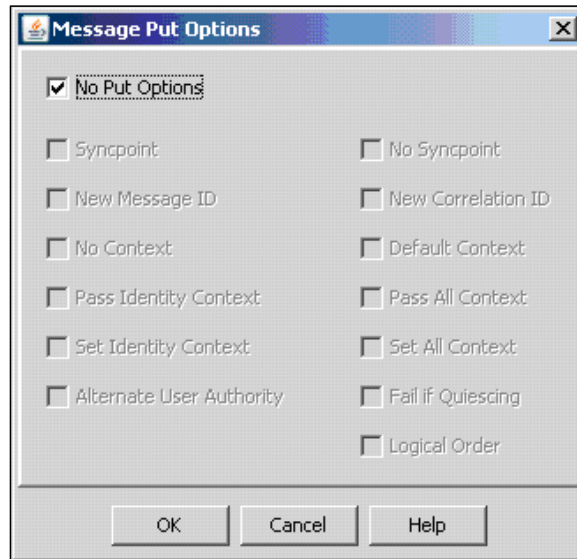 Message Put Options
No Put Options
Syncpoint No Syncpoint
New Message ID New Correlation ID
No Context Default Context
Pass Identity Context Pass All Context
Set Identity Context Set All Context
Alternate User Authority Fail if Quiescing
Logical Order
OK Cancel Help